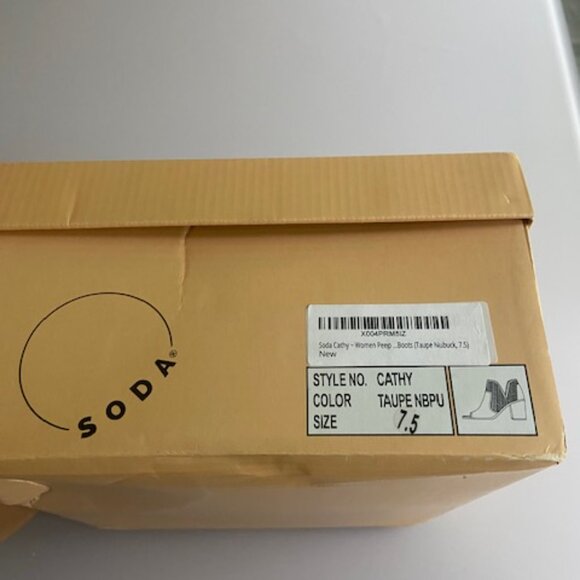 SODA®
X004PRM5IZ
Soda Cathy ~ Women Peep ...Boots (Taupe Nubuck, 7.5)
New
STYLE NO. CATHY
COLOR TAUPE NBPU
SIZE 7.5